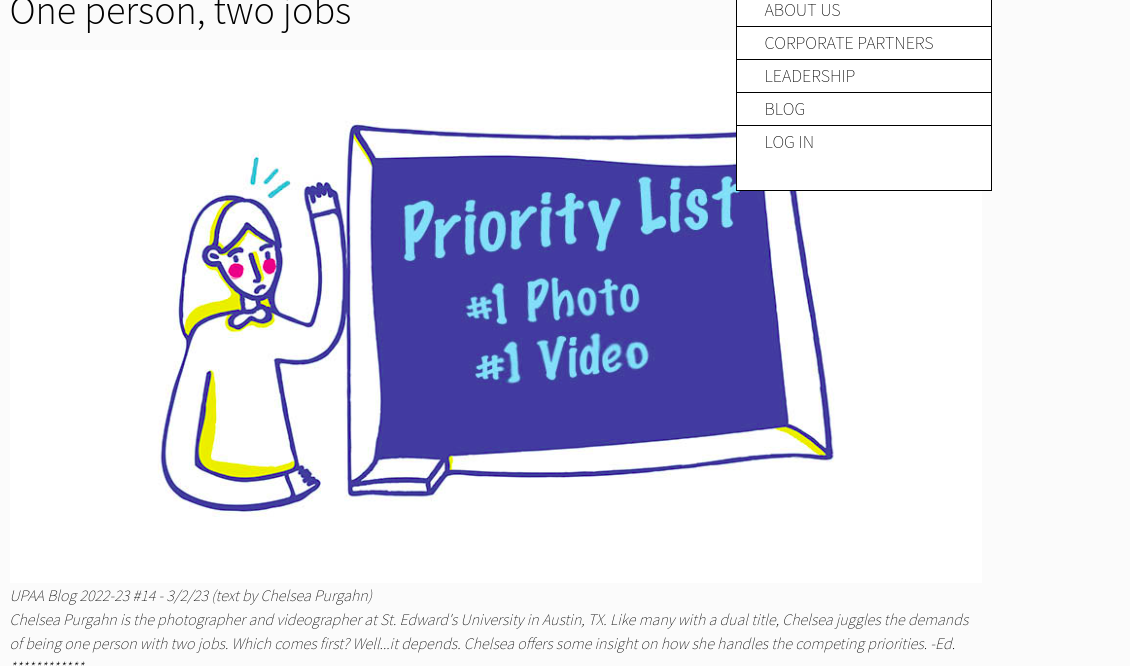 One person, two jobs
ABOUT US
CORPORATE PARTNERS
LEADERSHIP
BLOG
LOG IN
Priority List
#1 Photo
#1 Video
UPAA Blog 2022-23 #14 - 3/2/23 (text by Chelsea Purgahn)
Chelsea Purgahn is the photographer and videographer at St. Edward's University in Austin, TX. Like many with a dual title, Chelsea juggles the demands
of being one person with two jobs. Which comes first? Well...it depends. Chelsea offers some insight on how she handles the competing priorities. -Ed.
************